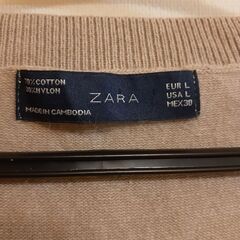 COTTON
NYLON
MADE IN CAMBODIA
ZARA
EUR L
USA L
MEX 30